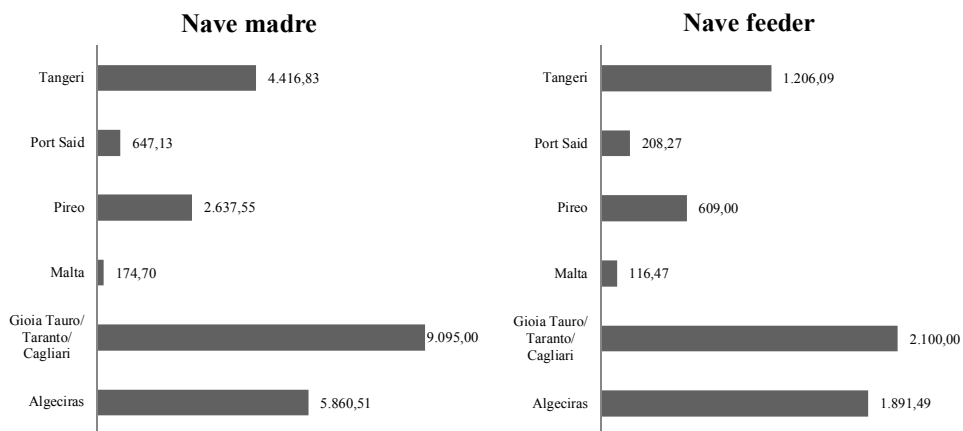 Nave madre
Tangeri
4.416,83
Port Said
647,13
Pireo
2.637,55
Malta
174,70
Gioia Tauro/
Taranto/
Cagliari
9.095,00
Algeciras
5.860,51
Nave feeder
Tangeri
1.206,09
Port Said
208,27
Pireo
609,00
Malta
116,47
Gioia Tauro/
Taranto/
Cagliari
2.100,00
Algeciras
1.891,49